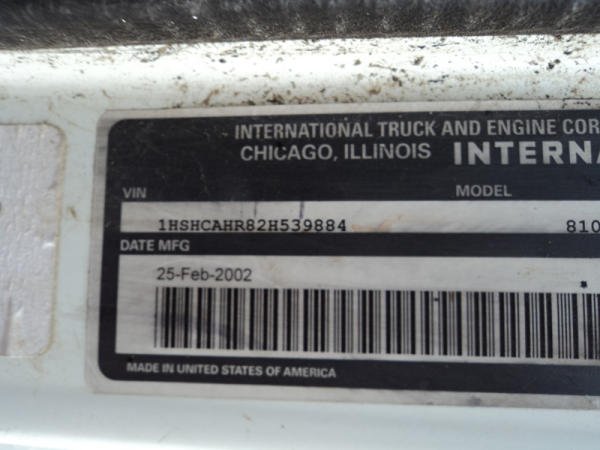 INTERNATIONAL TRUCK AND ENGINE COR
CHICAGO, ILLINOIS INTERNA
VIN MODEL
1HSHCAHR82H539884 810
DATE MFG
25-Feb-2002
MADE IN UNITED STATES OF AMERICA